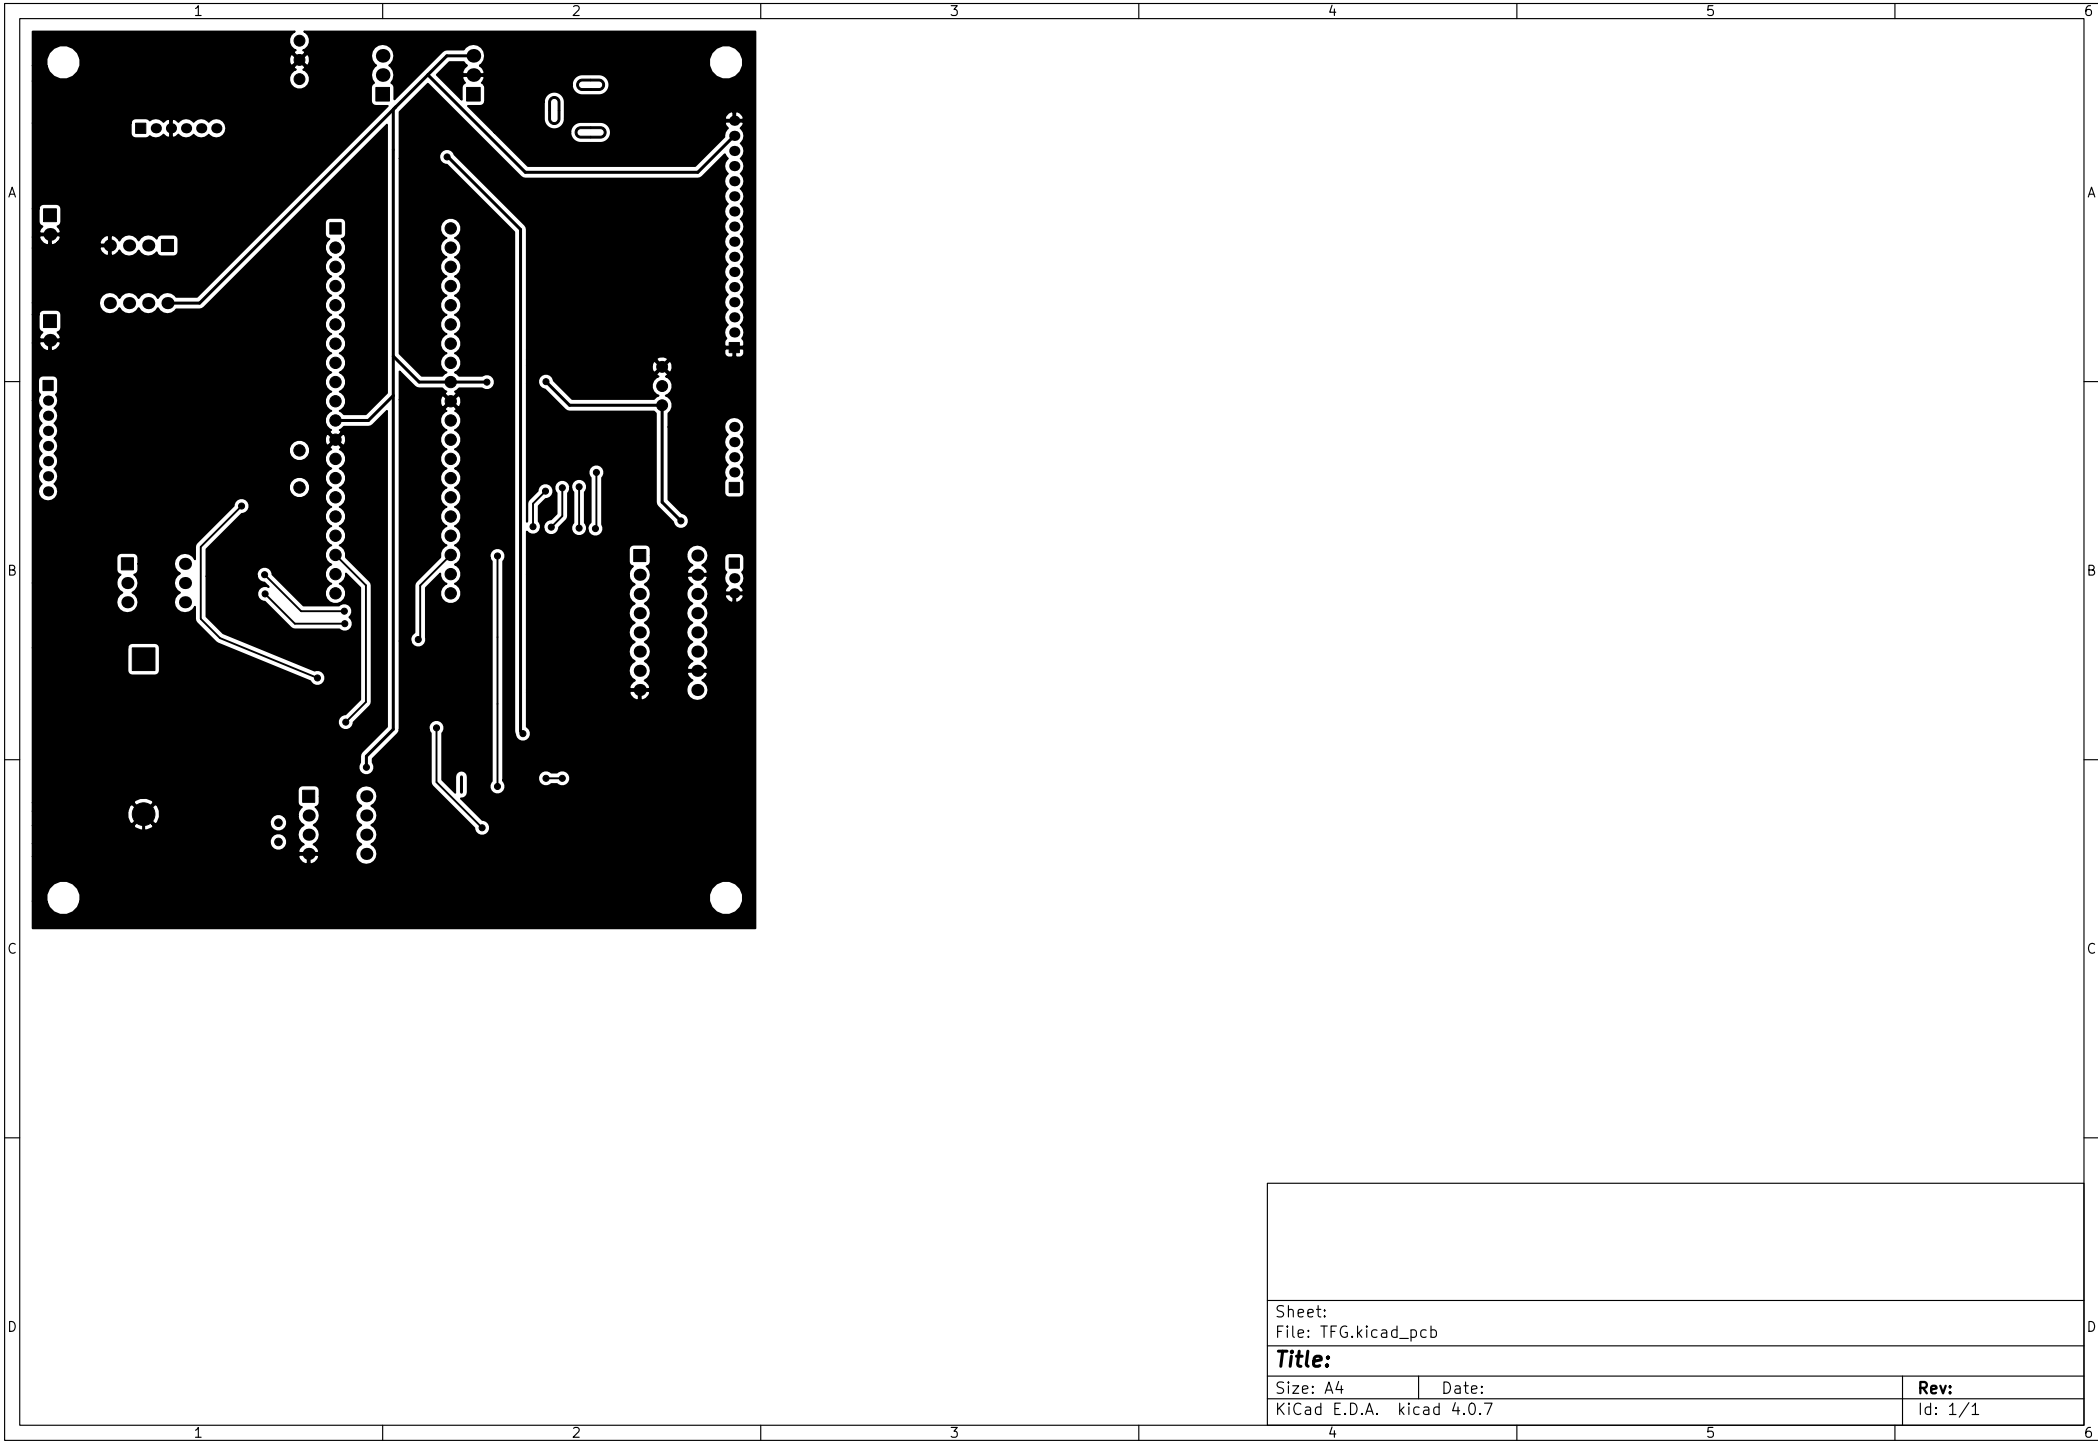 1 2 3 4 5 6
A A
B B
C C
D D
Sheet:
File: TFG.kicad_pcb
Title:
Size: A4 Date: Rev:
KiCad E.D.A. kicad 4.0.7 Id: 1/1
1 2 3 4 5 6